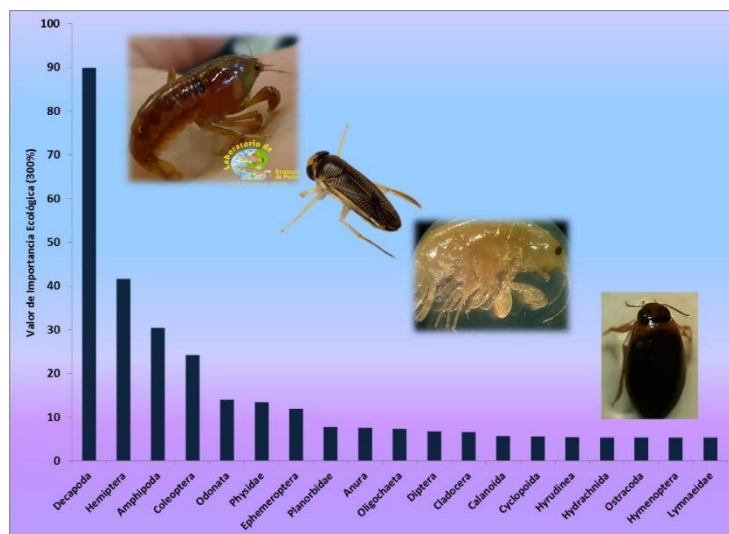 Valor de Importancia Ecológica (300%)
100
90
80
70
60
50
40
30
20
10
0
Decapoda
Hemiptera
Amphipoda
Coleoptera
Odonata
Physidae
Ephemeroptera
Planorbidae
Anura
Oligochaeta
Diptera
Cladocera
Calanoida
Cyclopoida
Hyrudinea
Hydrachnida
Ostracoda
Hymenoptera
Lymnaeidae
Laboratorio de
Ecología